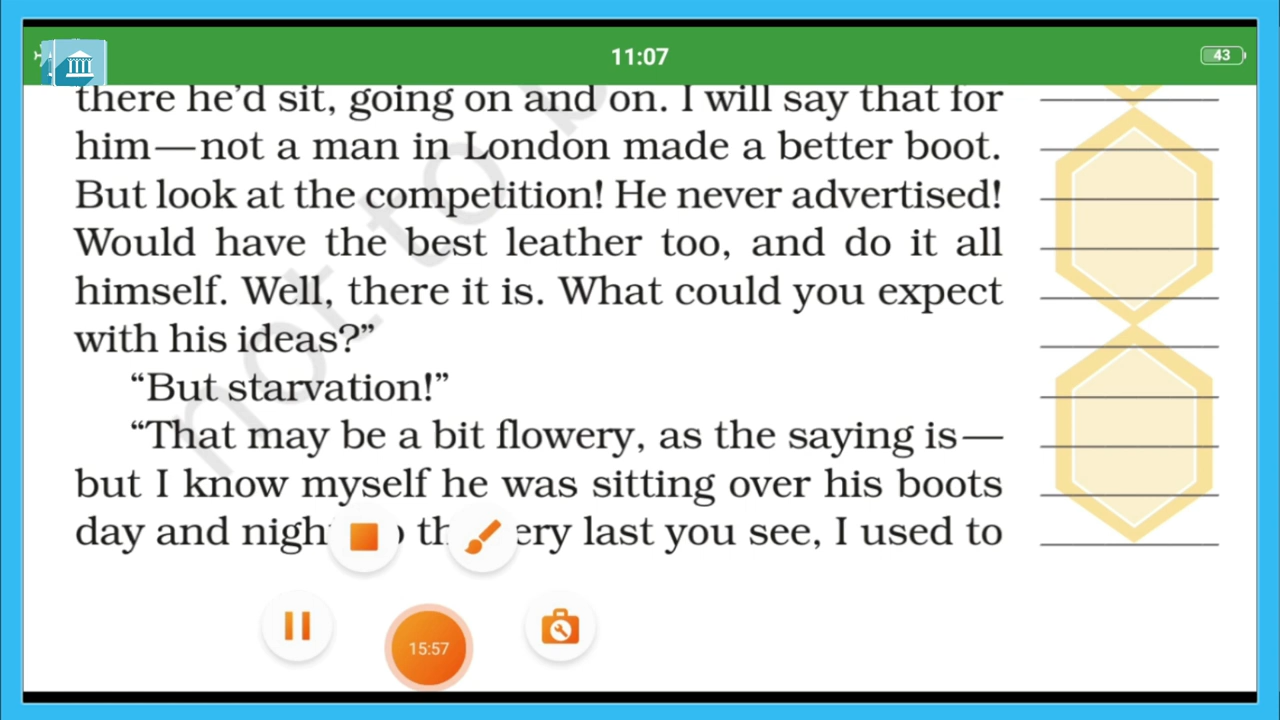 11:07
43
there he'd sit, going on and on. I will say that for
him—not a man in London made a better boot.
But look at the competition! He never advertised!
Would have the best leather too, and do it all
himself. Well, there it is. What could you expect
with his ideas?”
“But starvation!”
“That may be a bit flowery, as the saying is—
but I know myself he was sitting over his boots
day and ery last you see, I used to
15:57
not to b